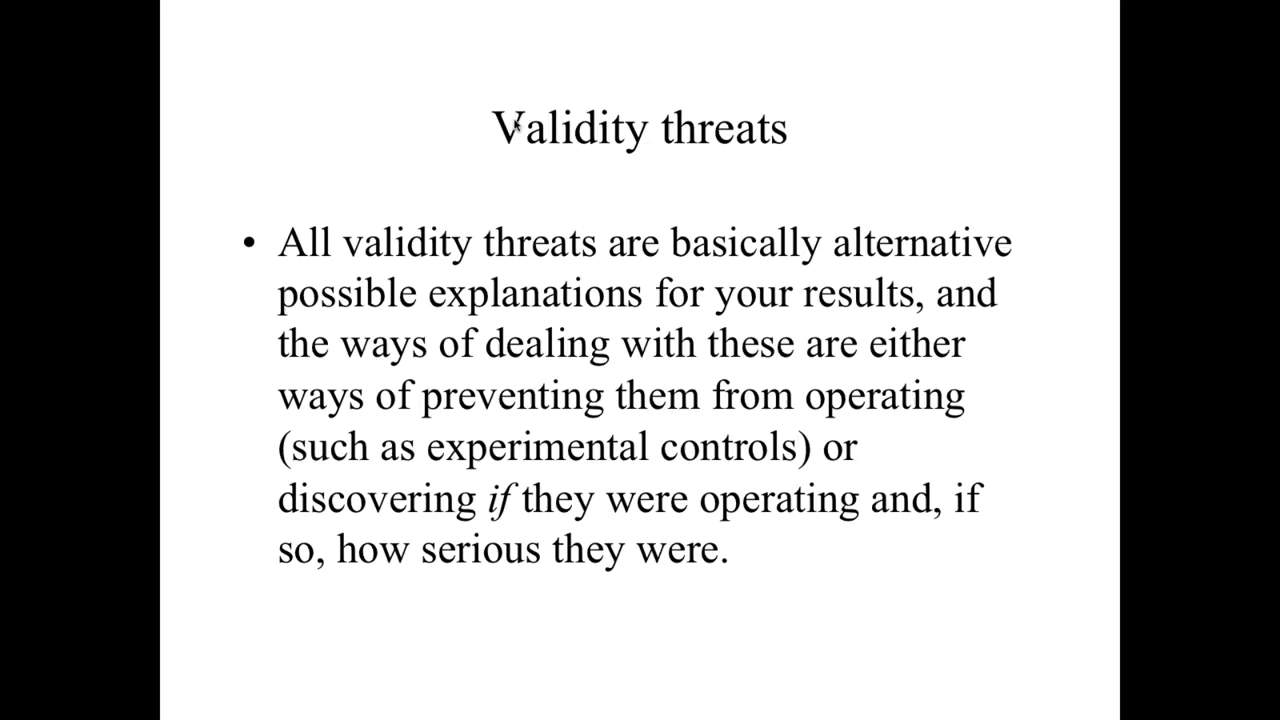 Validity threats
• All validity threats are basically alternative
possible explanations for your results, and
the ways of dealing with these are either
ways of preventing them from operating
(such as experimental controls) or
discovering if they were operating and, if
so, how serious they were.